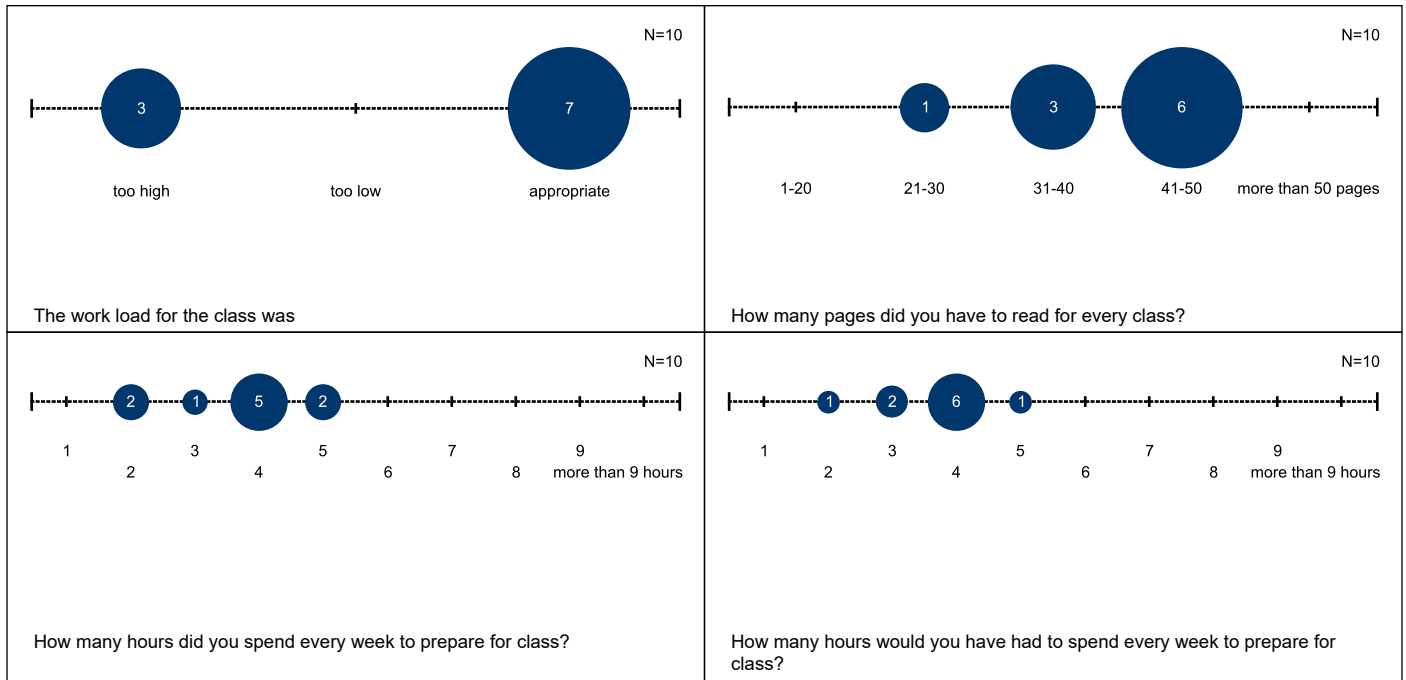 N=10
3
7
too high
too low
appropriate
The work load for the class was
N=10
1
3
6
1-20
21-30
31-40
41-50
more than 50 pages
How many pages did you have to read for every class?
N=10
2
1
5
2
1
3
5
7
9
2
4
6
8
more than 9 hours
How many hours did you spend every week to prepare for class?
N=10
1
2
6
1
1
3
5
7
9
2
4
6
8
more than 9 hours
How many hours would you have had to spend every week to prepare for
class?